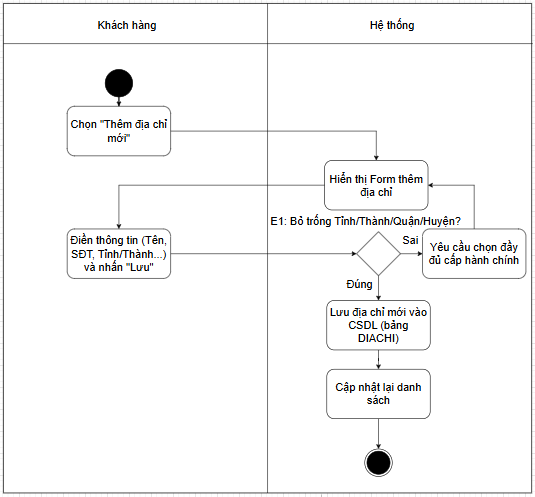 Khách hàng
Hệ thống
Chọn "Thêm địa chỉ
mới"
Hiển thị Form thêm
địa chỉ
E1: Bỏ trống Tỉnh/Thành/Quận/Huyện?
Điền thông tin (Tên,
SĐT, Tỉnh/Thành...)
và nhấn "Lưu"
Sai
Yêu cầu chọn đầy
đủ cấp hành chính
Đúng
Lưu địa chỉ mới vào
CSDL (bảng
DIACHI)
Cập nhật lại danh
sách